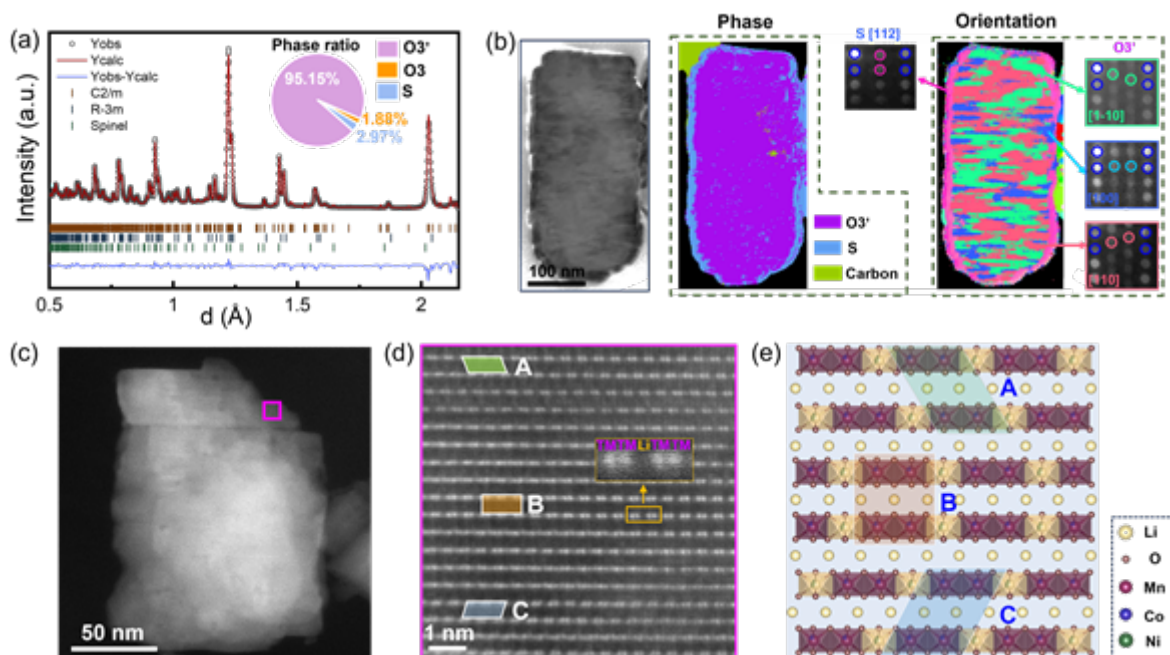 (a)
Yobs
Ycalc
Yobs-Ycalc
C2/m
R-3m
Spinel
Phase ratio
O3'
O3
S
95.15%
1.88%
2.97%
Intensity (a.u.)
0.5
1
1.5
2
d (Å)
(b)
100 nm
Phase
O3'
S
Carbon
S [112]
Orientation
O3'
[1-10]
[110]
(c)
50 nm
(d)
A
Li
B
C
1 nm
(e)
A
B
C
Li
O
Mn
Co
Ni